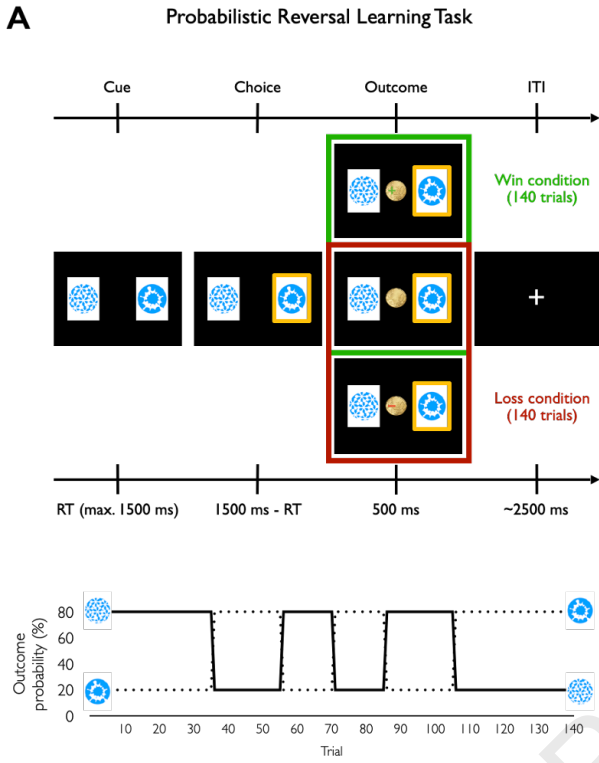 A
Probabilistic Reversal Learning Task
Cue Choice Outcome ITI
Win condition
(140 trials)
Loss condition
(140 trials)
RT (max. 1500 ms) 1500 ms - RT 500 ms ~2500 ms
Outcome
probability (%)
80
60
40
20
0
10 20 30 40 50 60 70 80 90 100 110 120 130 140
Trial